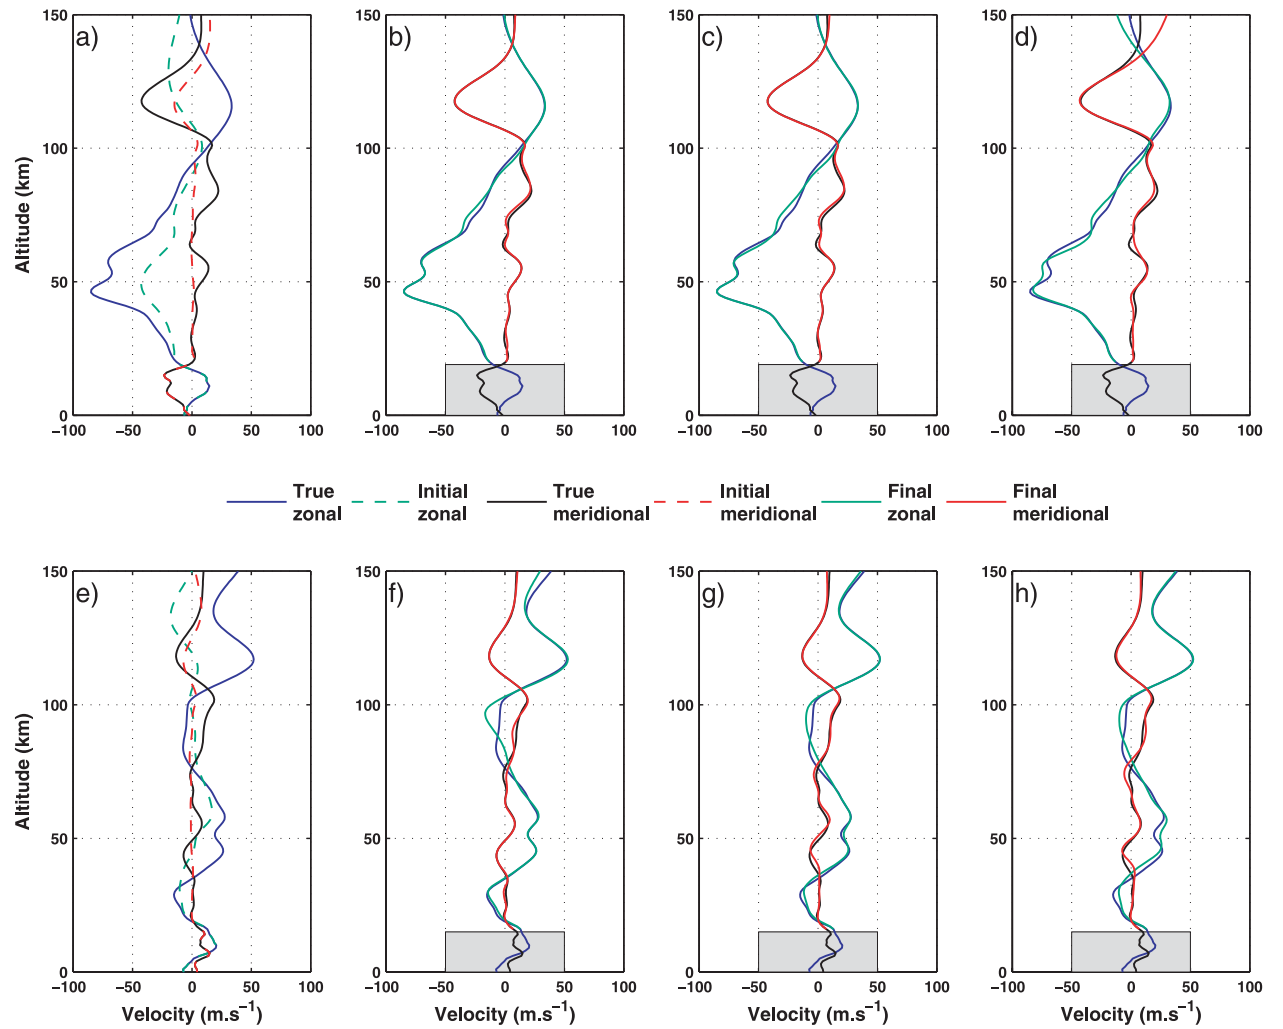 a)
b)
c)
d)
150
100
50
0
Altitude (km)
−100 −50 0 50 100
150
100
50
0
−100 −50 0 50 100
150
100
50
0
−100 −50 0 50 100
150
100
50
0
−100 −50 0 50 100
True zonal
Initial zonal
True meridional
Initial meridional
Final zonal
Final meridional
e)
f)
g)
h)
150
100
50
0
Altitude (km)
−100 −50 0 50 100
Velocity (m.s⁻¹)
150
100
50
0
−100 −50 0 50 100
Velocity (m.s⁻¹)
150
100
50
0
−100 −50 0 50 100
Velocity (m.s⁻¹)
150
100
50
0
−100 −50 0 50 100
Velocity (m.s⁻¹)